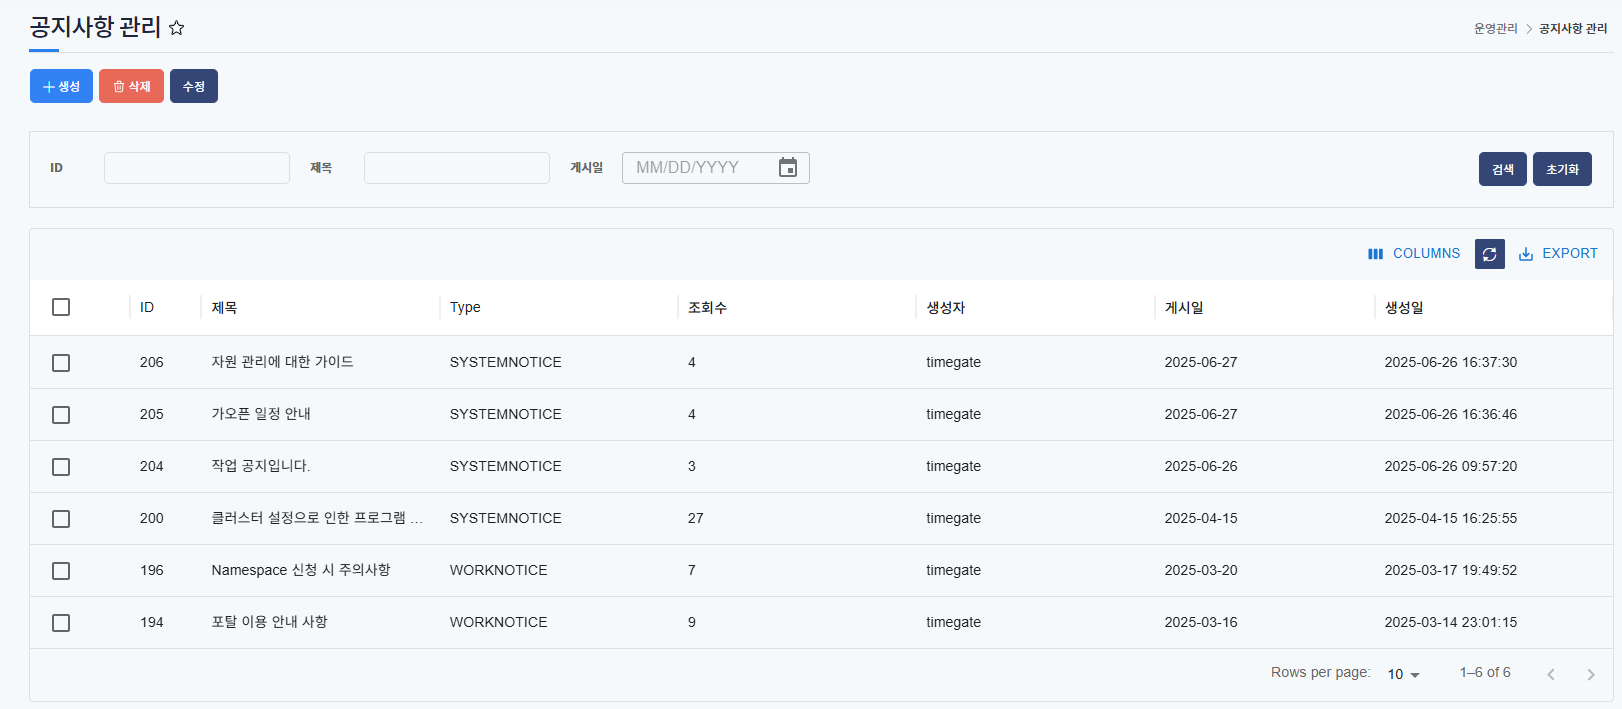 공지사항 관리
운영관리 > 공지사항 관리
생성 삭제 수정
ID 제목 게시일 MM/DD/YYYY 검색 초기화
COLUMNS EXPORT
ID 제목 Type 조회수 생성자 게시일 생성일
206 자원 관리에 대한 가이드 SYSTEMNOTICE 4 timegate 2025-06-27 2025-06-26 16:37:30
205 가오픈 일정 안내 SYSTEMNOTICE 4 timegate 2025-06-27 2025-06-26 16:36:46
204 작업 공지입니다. SYSTEMNOTICE 3 timegate 2025-06-26 2025-06-26 09:57:20
200 클러스터 설정으로 인한 프로그램 ... SYSTEMNOTICE 27 timegate 2025-04-15 2025-04-15 16:25:55
196 Namespace 신청 시 주의사항 WORKNOTICE 7 timegate 2025-03-20 2025-03-17 19:49:52
194 포탈 이용 안내 사항 WORKNOTICE 9 timegate 2025-03-16 2025-03-14 23:01:15
Rows per page: 10 1–6 of 6